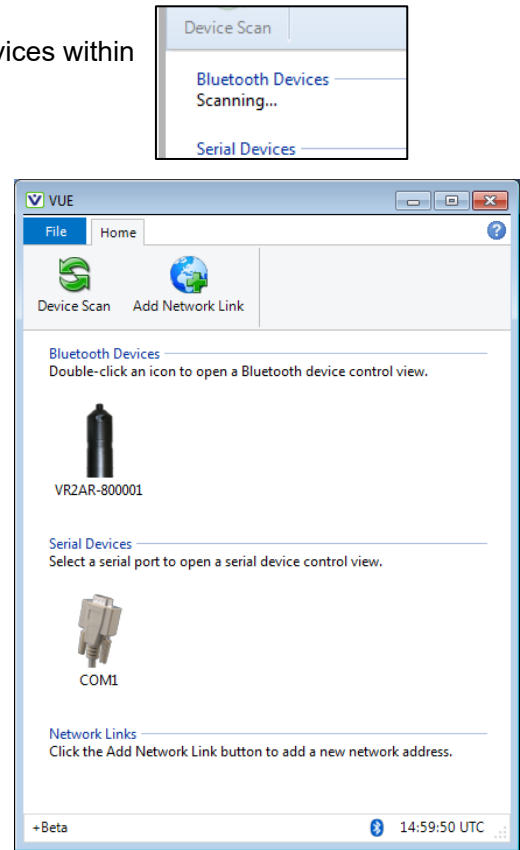 Device Scan
vices within
Bluetooth Devices
Scanning...
Serial Devices
VUE
File Home
Device Scan Add Network Link
Bluetooth Devices
Double-click an icon to open a Bluetooth device control view.
VR2AR-800001
Serial Devices
Select a serial port to open a serial device control view.
COM1
Network Links
Click the Add Network Link button to add a new network address.
+Beta 14:59:50 UTC